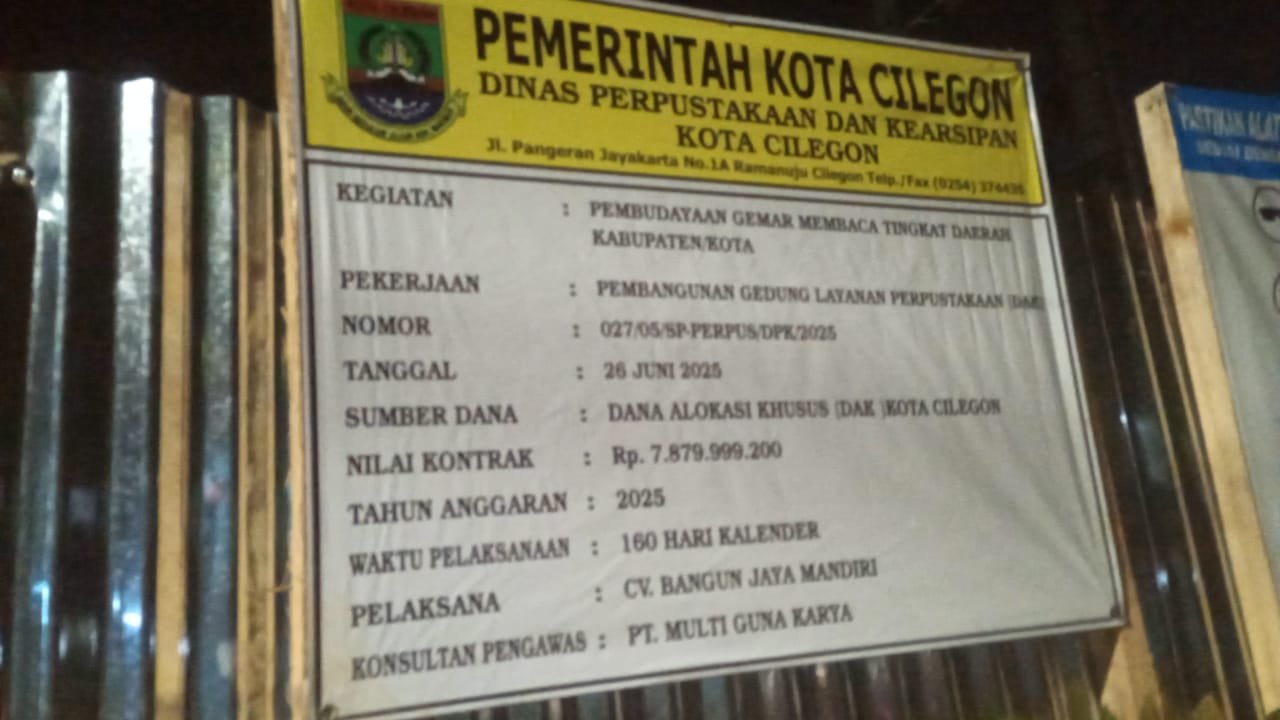 PEMERINTAH KOTA CILEGON
DINAS PERPUSTAKAAN DAN KEARSIPAN
KOTA CILEGON
Jl. Pangeran Jayakarta No.1A Ramanuju Cilegon Telp./Fax (0254) 374435
KEGIATAN : PEMBUDAYAAN GEMAR MEMBACA TINGKAT DAERAH
KABUPATEN/KOTA
PEKERJAAN : PEMBANGUNAN GEDUNG LAYANAN PERPUSTAKAAN (DAK)
NOMOR : 027/05/SP-PERPUS/DPK/2025
TANGGAL : 26 JUNI 2025
SUMBER DANA : DANA ALOKASI KHUSUS (DAK )KOTA CILEGON
NILAI KONTRAK : Rp. 7.879.999.200
TAHUN ANGGARAN : 2025
WAKTU PELAKSANAAN : 160 HARI KALENDER
PELAKSANA : CV. BANGUN JAYA MANDIRI
KONSULTAN PENGAWAS : PT. MULTI GUNA KARYA
PASTIKAN